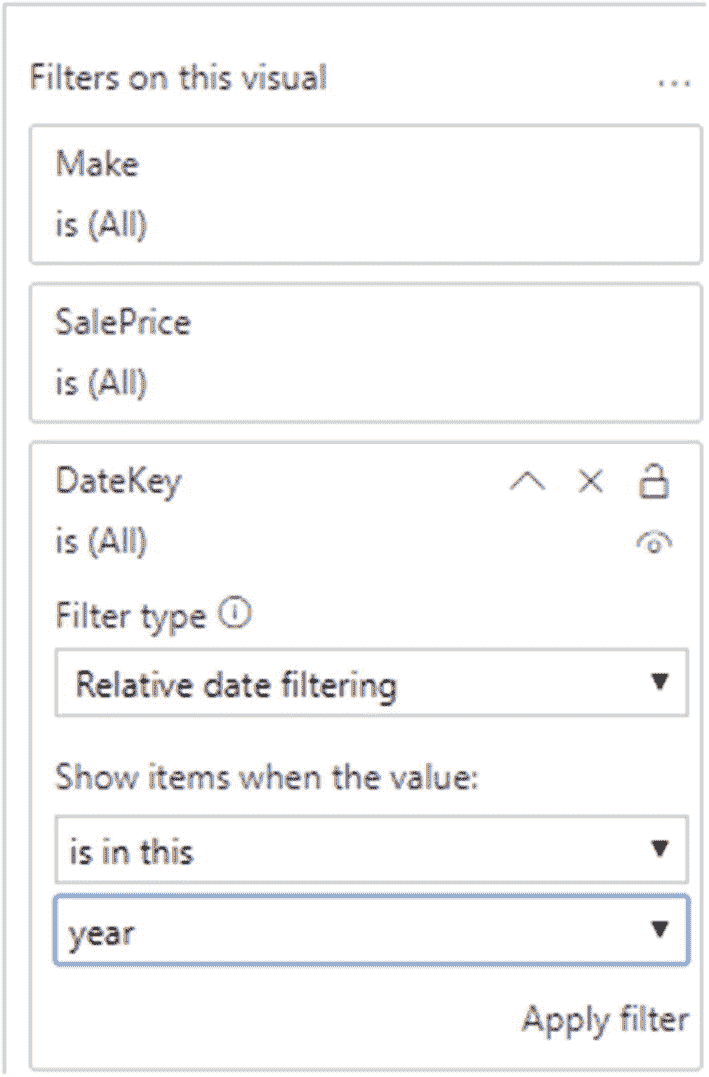 Filters on this visual ...
Make
is (All)
SalePrice
is (All)
DateKey
is (All)
Filter type
Relative date filtering
Show items when the value:
is in this
year
Apply filter